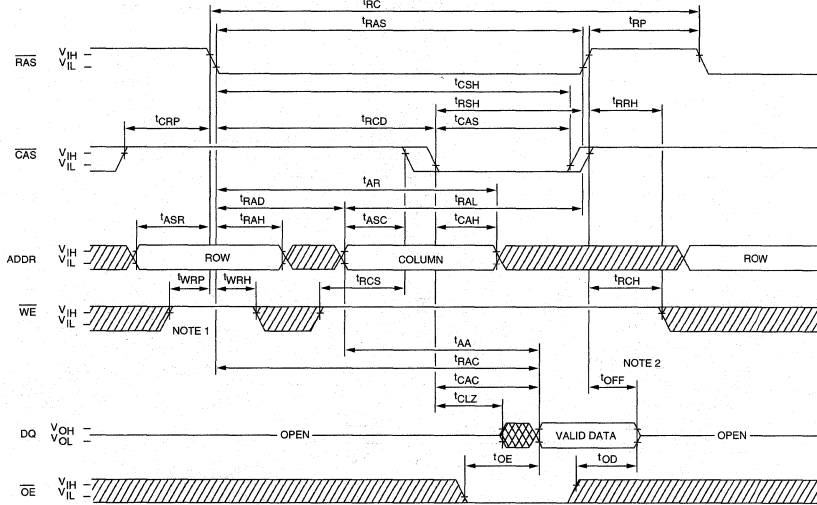 tRC
tRAS
tRP
RAS
VIH
VIL
tCSH
tRSH
tCRP
tRCD
tCAS
tRRH
CAS
VIH
VIL
tAR
tRAD
tRAL
tASR
tRAH
tASC
tCAH
ADDR
VIH
VIL
ROW
COLUMN
ROW
tWRP
tWRH
tRCS
tRCH
WE
VIH
VIL
NOTE 1
tAA
tRAC
NOTE 2
tCAC
tOFF
tCLZ
DQ
VOH
VOL
OPEN
VALID DATA
OPEN
tOE
tOD
OE
VIH
VIL